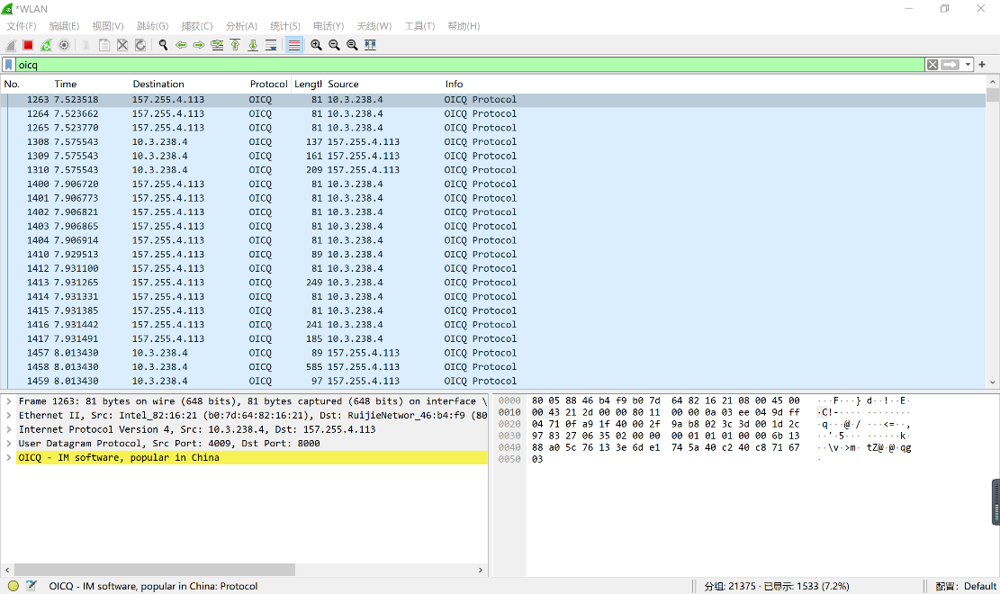 *WLAN
文件(F) 编辑(E) 视图(V) 跳转(G) 捕获(C) 分析(A) 统计(S) 电话(Y) 无线(W) 工具(T) 帮助(H)
oicq
No. Time Destination Protocol Lengtl Source Info
1263 7.523518 157.255.4.113 OICQ 81 10.3.238.4 OICQ Protocol
1264 7.523662 157.255.4.113 OICQ 81 10.3.238.4 OICQ Protocol
1265 7.523770 157.255.4.113 OICQ 81 10.3.238.4 OICQ Protocol
1308 7.575543 10.3.238.4 OICQ 137 157.255.4.113 OICQ Protocol
1309 7.575543 10.3.238.4 OICQ 161 157.255.4.113 OICQ Protocol
1310 7.575543 10.3.238.4 OICQ 209 157.255.4.113 OICQ Protocol
1400 7.906720 157.255.4.113 OICQ 81 10.3.238.4 OICQ Protocol
1401 7.906773 157.255.4.113 OICQ 81 10.3.238.4 OICQ Protocol
1402 7.906821 157.255.4.113 OICQ 81 10.3.238.4 OICQ Protocol
1403 7.906865 157.255.4.113 OICQ 81 10.3.238.4 OICQ Protocol
1404 7.906914 157.255.4.113 OICQ 81 10.3.238.4 OICQ Protocol
1410 7.929513 157.255.4.113 OICQ 89 10.3.238.4 OICQ Protocol
1412 7.931100 157.255.4.113 OICQ 81 10.3.238.4 OICQ Protocol
1413 7.931265 157.255.4.113 OICQ 249 10.3.238.4 OICQ Protocol
1414 7.931331 157.255.4.113 OICQ 81 10.3.238.4 OICQ Protocol
1415 7.931385 157.255.4.113 OICQ 81 10.3.238.4 OICQ Protocol
1416 7.931442 157.255.4.113 OICQ 241 10.3.238.4 OICQ Protocol
1417 7.931491 157.255.4.113 OICQ 185 10.3.238.4 OICQ Protocol
1457 8.013430 10.3.238.4 OICQ 89 157.255.4.113 OICQ Protocol
1458 8.013430 10.3.238.4 OICQ 585 157.255.4.113 OICQ Protocol
1459 8.013430 10.3.238.4 OICQ 97 157.255.4.113 OICQ Protocol
Frame 1263: 81 bytes on wire (648 bits), 81 bytes captured (648 bits) on interface \
Ethernet II, Src: Intel_82:16:21 (b0:7d:64:82:16:21), Dst: RuijieNetwor_46:b4:f9 (80
Internet Protocol Version 4, Src: 10.3.238.4, Dst: 157.255.4.113
User Datagram Protocol, Src Port: 4009, Dst Port: 8000
OICQ - IM software, popular in China
0000 80 05 88 46 b4 f9 b0 7d 64 82 16 21 08 00 45 00 ···F···} d··!··E·
0010 00 43 21 2d 00 00 80 11 00 00 0a 03 ee 04 9d ff ·C!-···· ········
0020 04 71 0f a9 1f 40 00 2f 9a b8 02 3c 3d 00 1d 2c ·q···@·/ ···<=··,
0030 97 83 27 06 35 02 00 00 00 01 01 01 00 00 6b 13 ··'·5··· ······k·
0040 88 a0 5c 76 13 3e 6d e1 74 5a 40 c2 40 c8 71 67 ··\v·>m· tZ@·@·qg
0050 03 ·
OICQ - IM software, popular in China: Protocol 分组: 21375 · 已显示: 1533 (7.2%) 配置: Default